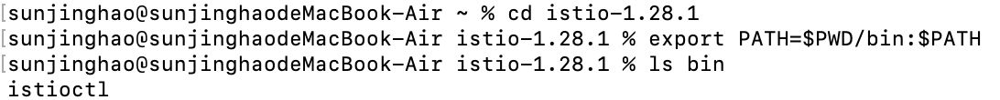 [sunjinghao@sunjinghaodeMacBook-Air ~ % cd istio-1.28.1
[sunjinghao@sunjinghaodeMacBook-Air istio-1.28.1 % export PATH=$PWD/bin:$PATH
[sunjinghao@sunjinghaodeMacBook-Air istio-1.28.1 % ls bin
istioctl